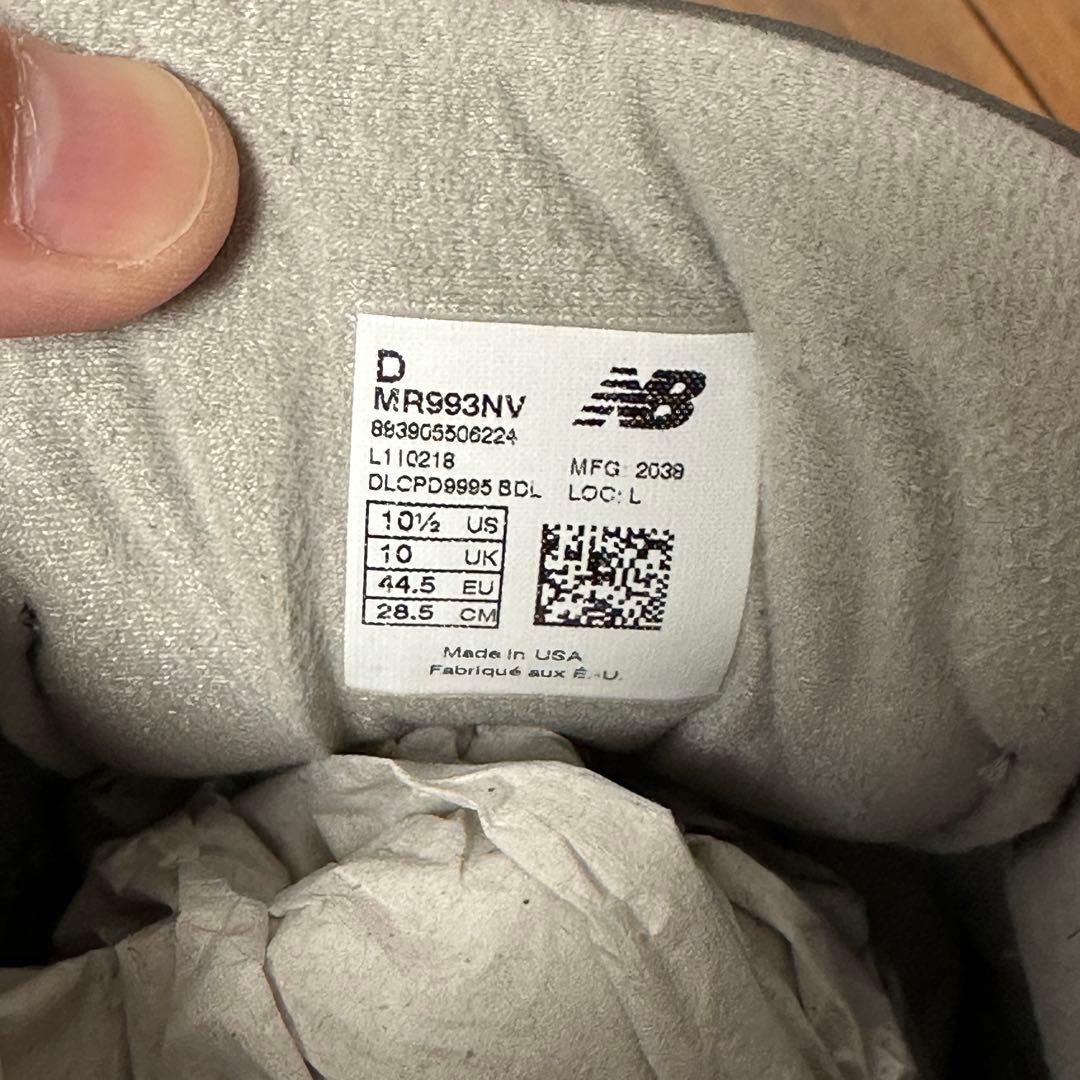 D
MR993NV
NB
883905506224
L110218
MFG: 2039
DLCPD9995 BDL
LOC: L
10½ US
10 UK
44.5 EU
28.5 CM
Made in USA
Fabriqué aux É.-U.